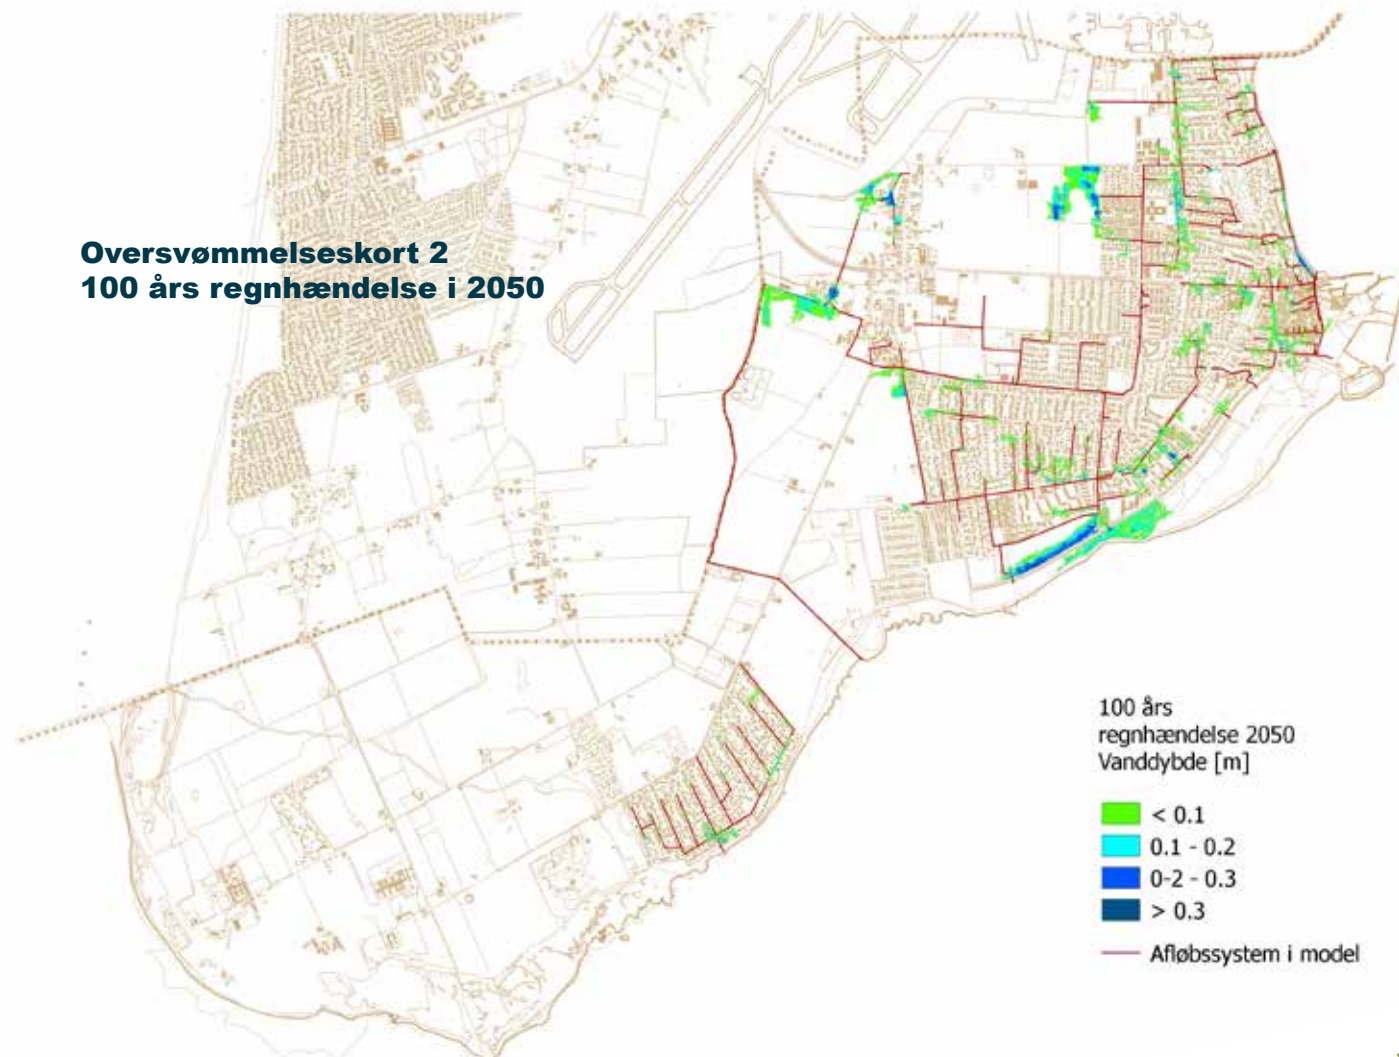 Oversvømmelseskort 2
100 års regnhændelse i 2050
100 års
regnhændelse 2050
Vanddybde [m]
< 0.1
0.1 - 0.2
0-2 - 0.3
> 0.3
Afløbssystem i model